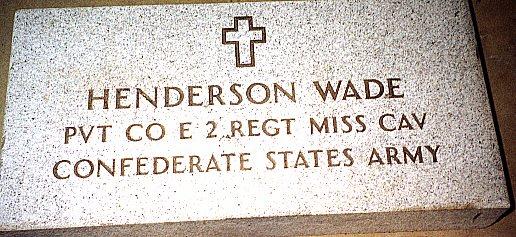 HENDERSON WADE
PVT CO E 2 REGT MISS CAV
CONFEDERATE STATES ARMY